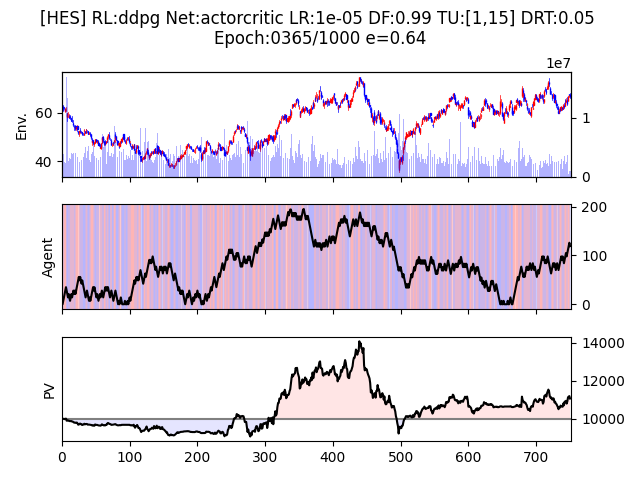 [HES] RL:ddpg Net:actorcritic LR:1e-05 DF:0.99 TU:[1,15] DRT:0.05
Epoch:0365/1000 e=0.64
1e7
Env.
60
40
1
0
Agent
200
100
0
PV
14000
12000
10000
0 100 200 300 400 500 600 700